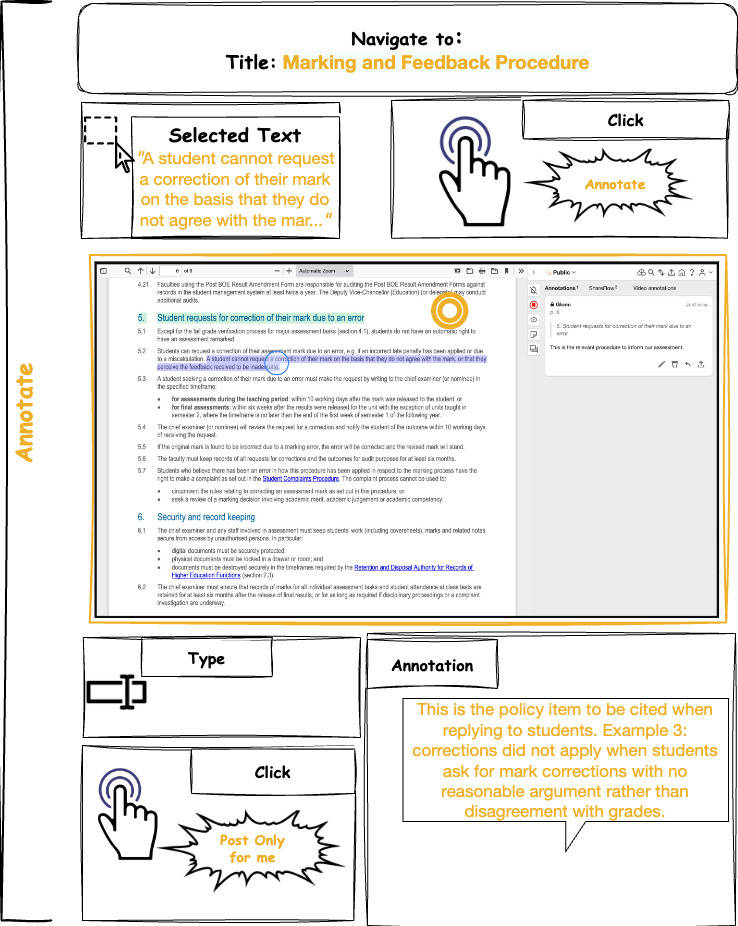 Navigate to:
Title: Marking and Feedback Procedure
Selected Text
“A student cannot request
a correction of their mark
on the basis that they do
not agree with the mar...”
Click
Annotate
Annotate
6 of 8
Automatic Zoom
4.21 Faculties using the Post BOE Result Amendment Form are responsible for auditing the Post BOE Result Amendment Forms against
records in the student management system at least twice a year. The Deputy Vice-Chancellor (Education) (or delegate) may conduct
additional audits.
5. Student requests for correction of their mark due to an error
5.1 Except for the fail grade verification process for major assessment tasks (section 4.1), students do not have an automatic right to
have an assessment remarked.
5.2 Students can request a correction of their assessment mark due to an error, e.g. if an incorrect late penalty has been applied or due
to a miscalculation. A student cannot request a correction of their mark on the basis that they do not agree with the mark, or that they
perceive the feedback received to be inadequate.
5.3 A student seeking a correction of their mark due to an error must make the request by writing to the chief examiner (or nominee) in
the specified timeframe:
• for assessments during the teaching period: within 10 working days after the mark was released to the student; or
• for final assessments: within six weeks after the results were released for the unit with the exception of units taught in
semester 2, where the timeframe is no later than the end of the first week of semester 1 of the following year.
5.4 The chief examiner (or nominee) will review the request for a correction and notify the student of the outcome within 10 working days
of receiving the request.
5.5 If the original mark is found to be incorrect due to a marking error, the error will be corrected and the revised mark will stand.
5.6 The faculty must keep records of all requests for corrections and the outcomes for audit purposes for at least six months.
5.7 Students who believe there has been an error in how this procedure has been applied in respect to the marking process have the
right to make a complaint as set out in the Student Complaints Procedure. The complaint process cannot be used to:
• circumvent the rules relating to correcting an assessment mark as set out in this procedure; or
• seek a review of a marking decision involving academic merit, academic judgement or academic competency.
6. Security and record keeping
6.1 The chief examiner and any staff involved in assessment must keep students' work (including coversheets), marks and related notes
secure from access by unauthorised persons. In particular:
• digital documents must be securely protected;
• physical documents must be locked in a drawer or room; and
• documents must be destroyed securely in the timeframes required by the Retention and Disposal Authority for Records of
Higher Education Functions (section 2.3).
6.2 The chief examiner must ensure that records of marks for all individual assessment tasks and student attendance at class tests are
retained for at least six months after the release of final results, or for as long as required if disciplinary proceedings or a complaint
investigation are underway.
Public
Annotations 1 ShareFlow Video annotations
Just now
p. 6
5. Student requests for correction of their mark due to an
error
This is the relevant procedure to inform our assessment.
Type
Annotation
This is the policy item to be cited when
replying to students. Example 3:
corrections did not apply when students
ask for mark corrections with no
reasonable argument rather than
disagreement with grades.
Click
Post Only
for me